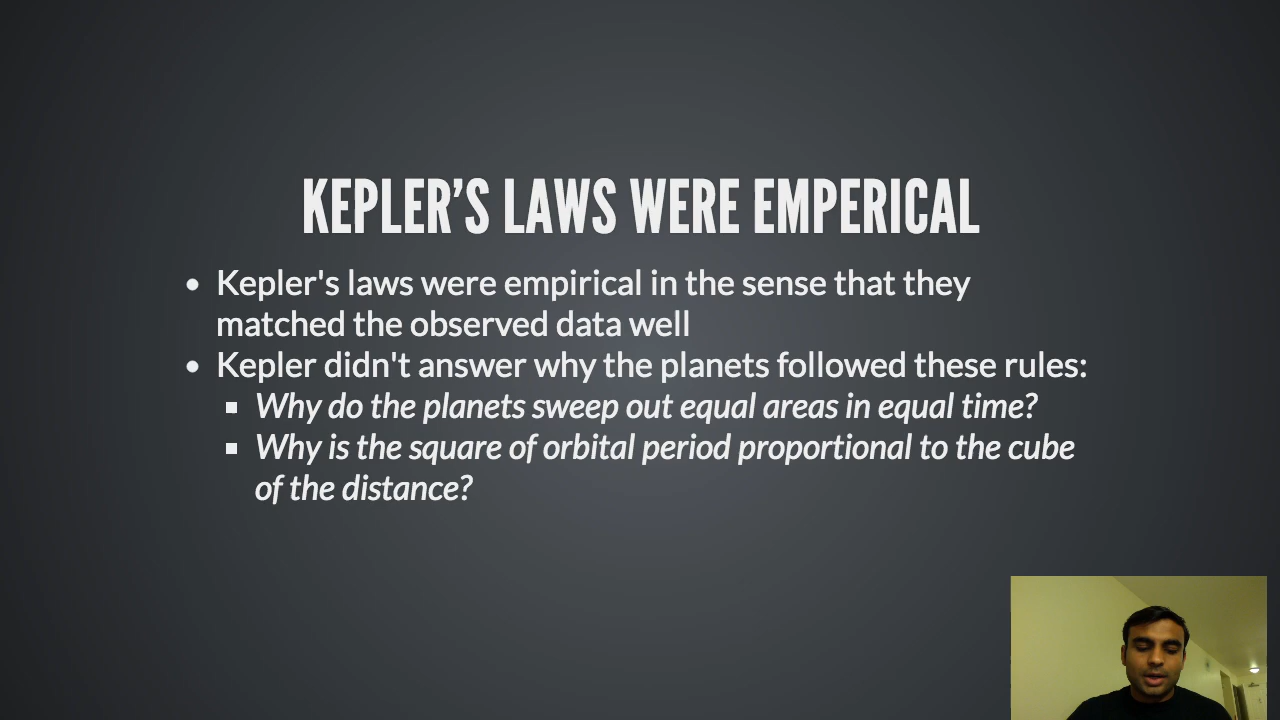 KEPLER’S LAWS WERE EMPERICAL
• Kepler's laws were empirical in the sense that they
matched the observed data well
• Kepler didn't answer why the planets followed these rules:
▪ Why do the planets sweep out equal areas in equal time?
▪ Why is the square of orbital period proportional to the cube
of the distance?